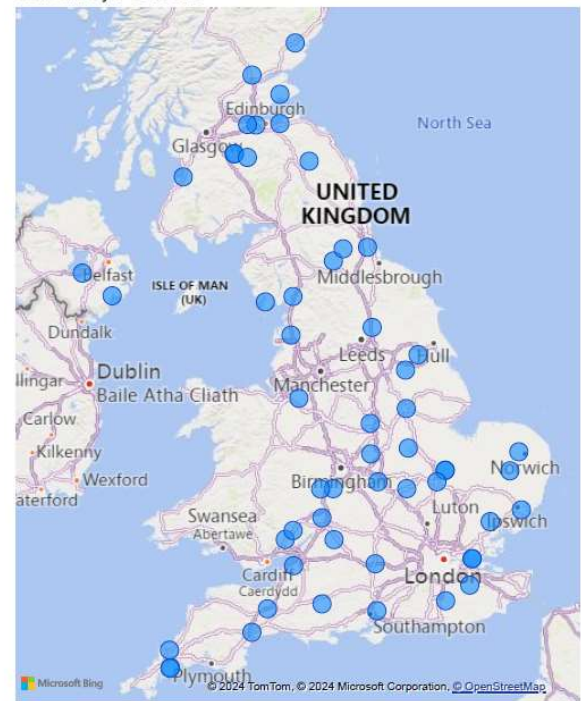 Edinburgh
North Sea
Glasgow
UNITED
KINGDOM
Belfast
ISLE OF MAN
(UK)
Middlesbrough
Dundalk
Leeds
Hull
Dublin
Manchester
Baile Atha Cliath
Carlow
Kilkenny
Norwich
Birmingham
Wexford
Luton
Swansea
Ipswich
Abertawe
Cardiff
London
Caerdydd
Southampton
Plymouth
Microsoft Bing
© 2024 TomTom, © 2024 Microsoft Corporation, © OpenStreetMap